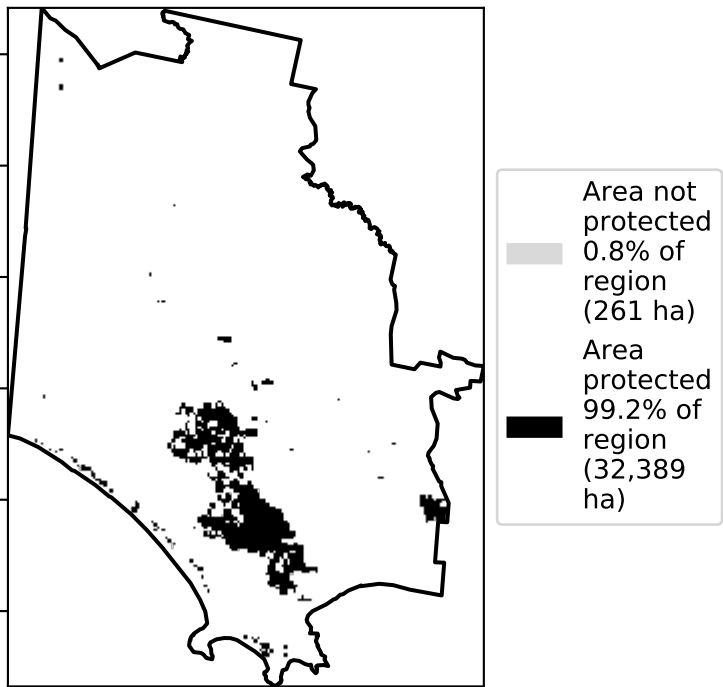 Area not
protected
0.8% of
region
(261 ha)
Area
protected
99.2% of
region
(32,389
ha)